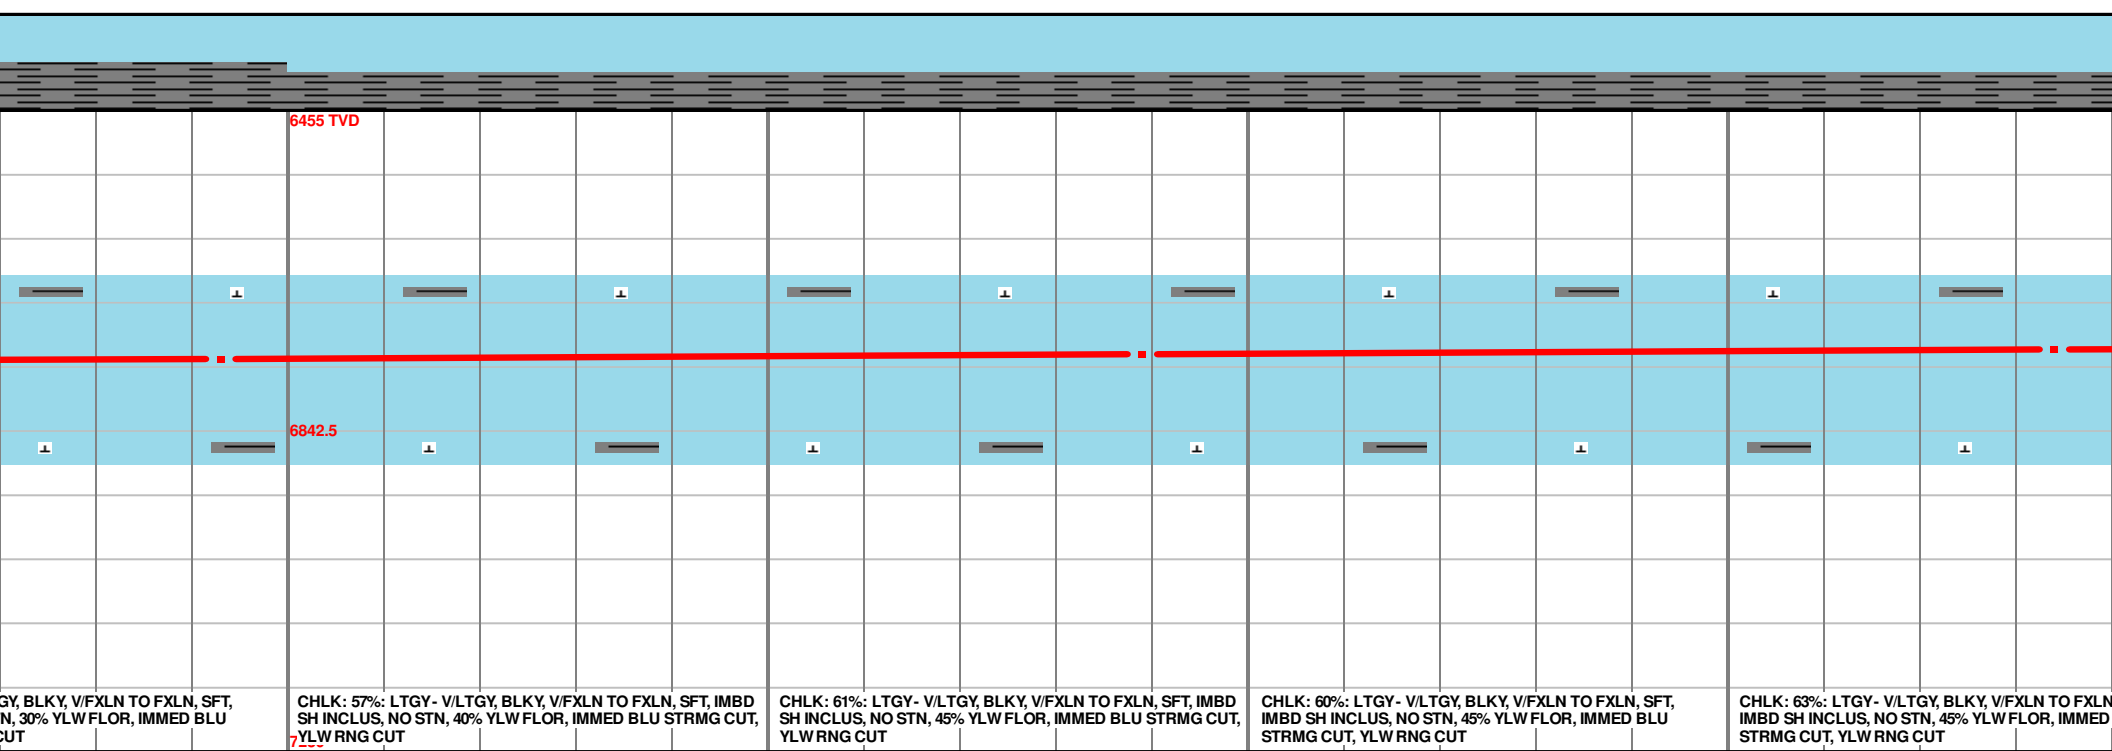 6455 TVD
6842.5
GY, BLKY, V/FXLN TO FXLN, SFT,
N, 30% YLW FLOR, IMMED BLU
CUT
CHLK: 57%: LTGY- V/LTGY, BLKY, V/FXLN TO FXLN, SFT, IMBD
SH INCLUS, NO STN, 40% YLW FLOR, IMMED BLU STRMG CUT,
YLW RNG CUT
CHLK: 61%: LTGY- V/LTGY, BLKY, V/FXLN TO FXLN, SFT, IMBD
SH INCLUS, NO STN, 45% YLW FLOR, IMMED BLU STRMG CUT,
YLW RNG CUT
CHLK: 60%: LTGY- V/LTGY, BLKY, V/FXLN TO FXLN, SFT,
IMBD SH INCLUS, NO STN, 45% YLW FLOR, IMMED BLU
STRMG CUT, YLW RNG CUT
CHLK: 63%: LTGY- V/LTGY, BLKY, V/FXLN TO FXLN
IMBD SH INCLUS, NO STN, 45% YLW FLOR, IMMED
STRMG CUT, YLW RNG CUT